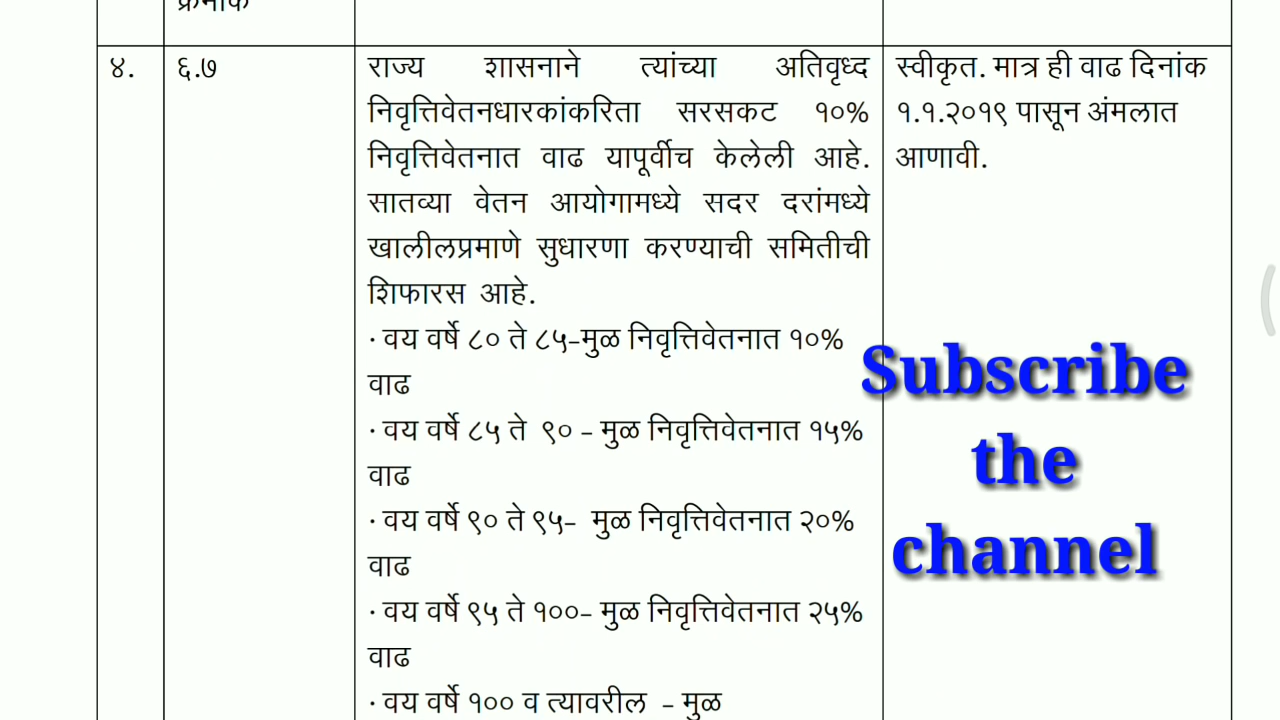 क्रमांक
४.
६.७
राज्य शासनाने त्यांच्या अतिवृध्द
निवृत्तिवेतनधारकांकरिता सरसकट १०%
निवृत्तिवेतनात वाढ यापूर्वीच केलेली आहे.
सातव्या वेतन आयोगामध्ये सदर दरांमध्ये
खालीलप्रमाणे सुधारणा करण्याची समितीची
शिफारस आहे.
· वय वर्षे ८० ते ८५-मुळ निवृत्तिवेतनात १०%
वाढ
· वय वर्षे ८५ ते ९० - मुळ निवृत्तिवेतनात १५%
वाढ
· वय वर्षे ९० ते ९५- मुळ निवृत्तिवेतनात २०%
वाढ
· वय वर्षे ९५ ते १००- मुळ निवृत्तिवेतनात २५%
वाढ
· वय वर्षे १०० व त्यावरील - मुळ
स्वीकृत. मात्र ही वाढ दिनांक
१.१.२०१९ पासून अंमलात
आणावी.
Subscribe
the
channel